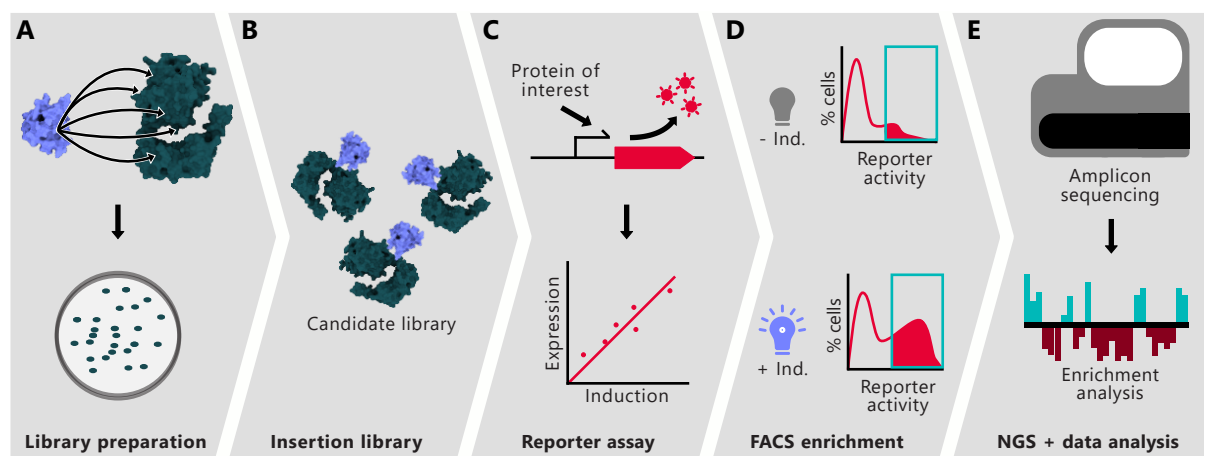 A
Library preparation
B
Candidate library
Insertion library
C
Protein of
interest
Expression
Induction
Reporter assay
D
- Ind.
% cells
Reporter
activity
+ Ind.
% cells
Reporter
activity
FACS enrichment
E
Amplicon
sequencing
Enrichment
analysis
NGS + data analysis